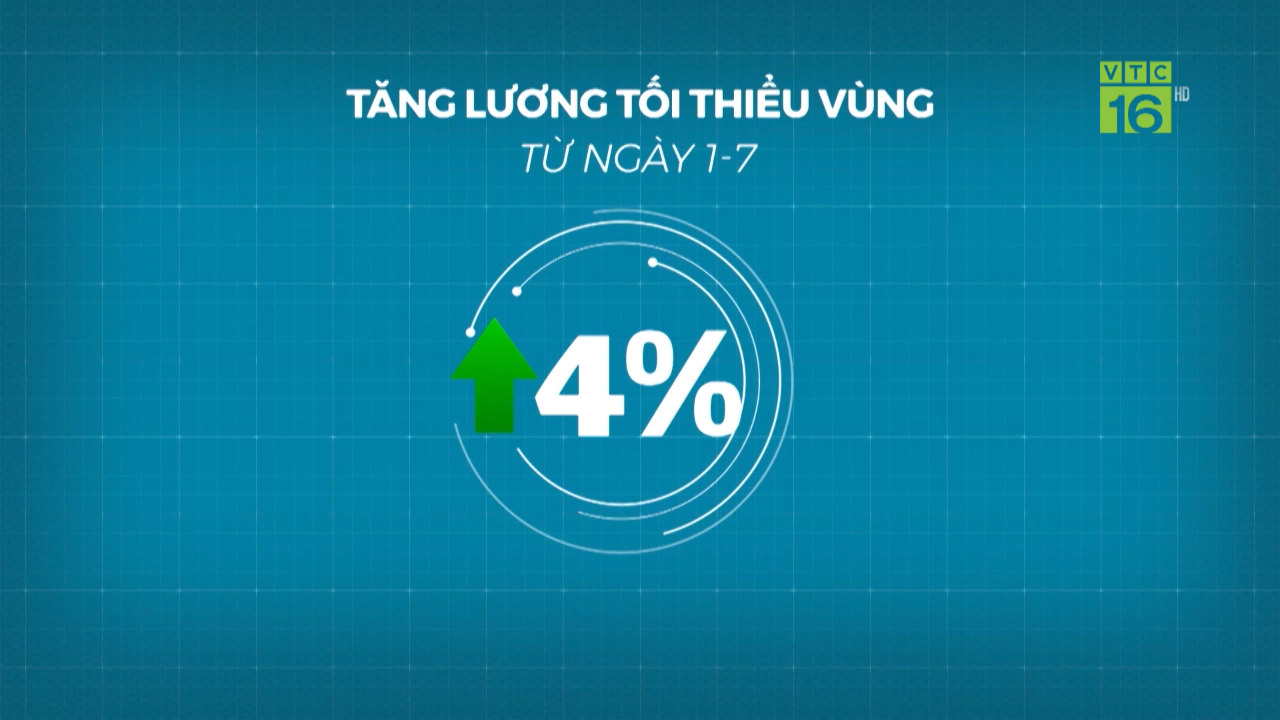 TĂNG LƯƠNG TỐI THIỂU VÙNG
TỪ NGÀY 1-7
4%
VTC
16 HD